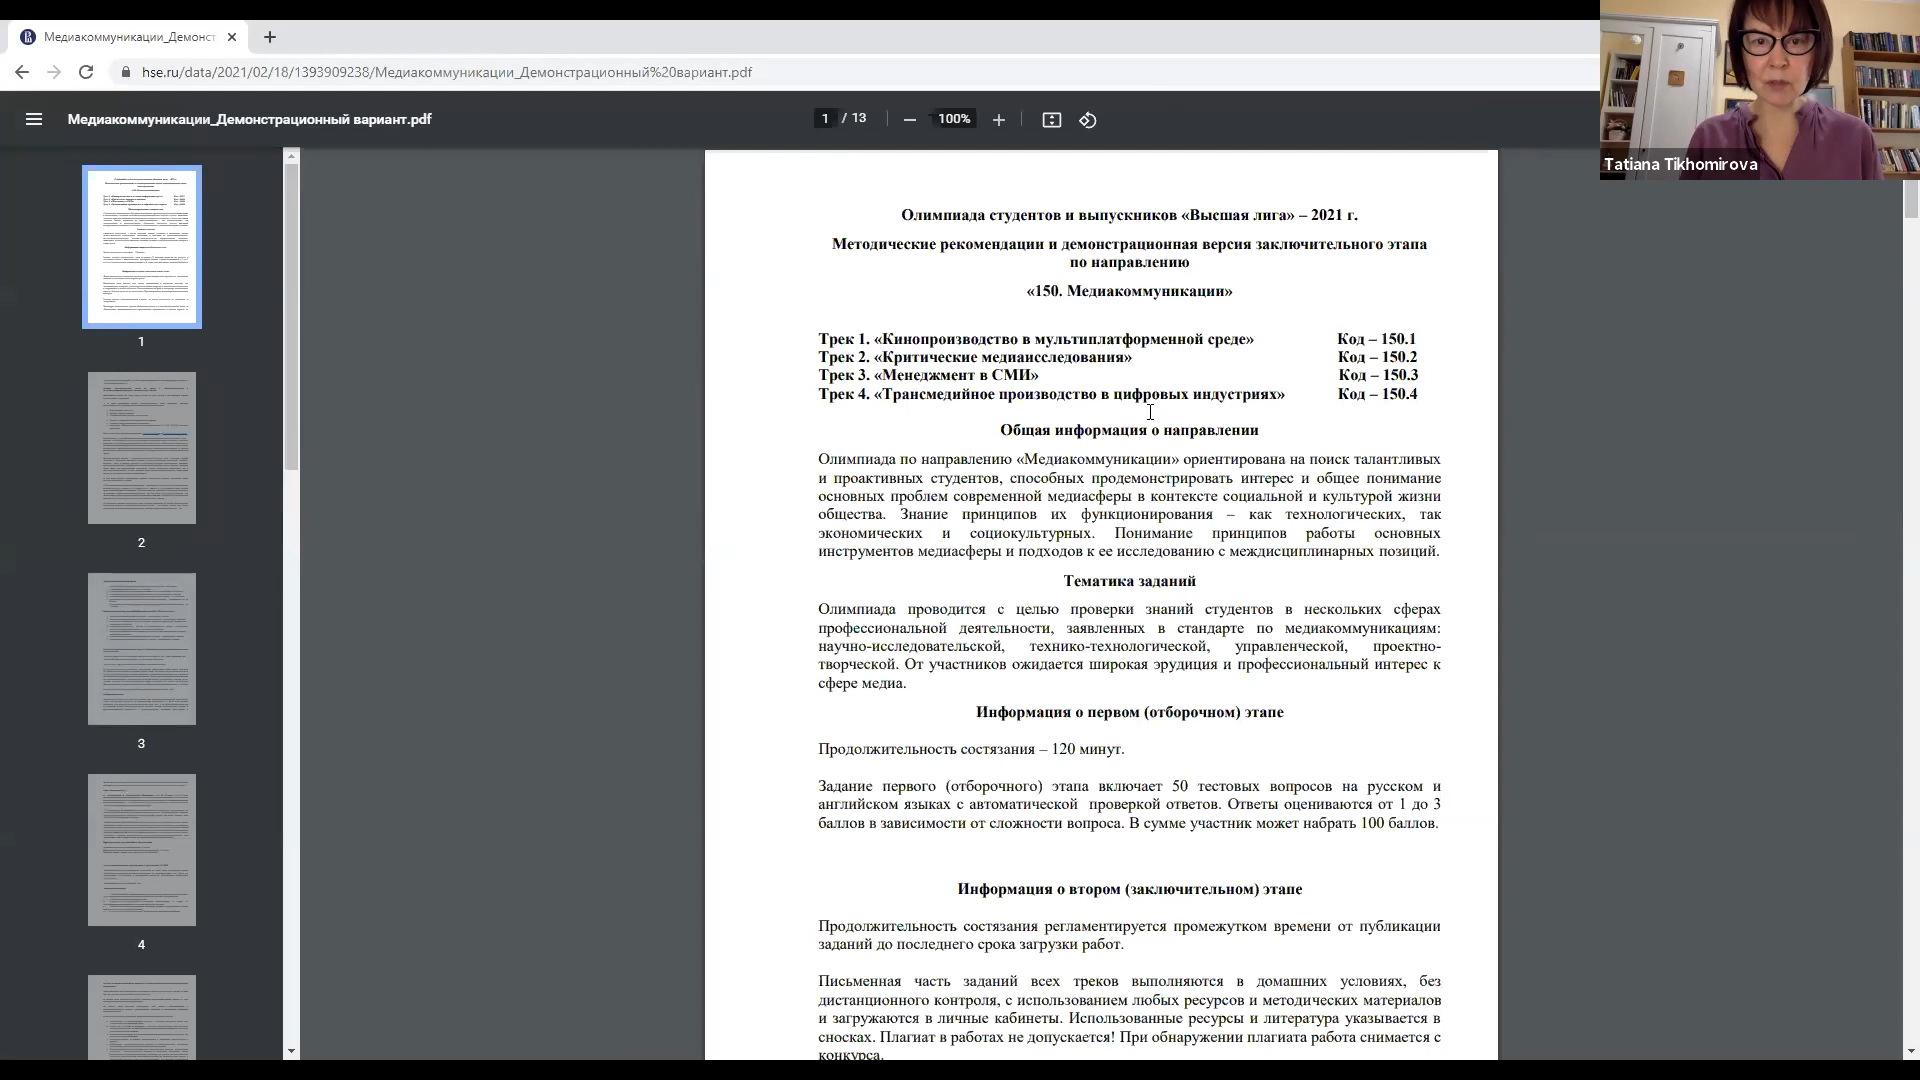 Медиакоммуникации_Демонст
hse.ru/data/2021/02/18/1393909238/Медиакоммуникации_Демонстрационный%20вариант.pdf
Медиакоммуникации_Демонстрационный вариант.pdf
1 / 13
100%
Tatiana Tikhomirova
1
2
3
4
Олимпиада студентов и выпускников «Высшая лига» – 2021 г.
Методические рекомендации и демонстрационная версия заключительного этапа
по направлению
«150. Медиакоммуникации»
Трек 1. «Кинопроизводство в мультиплатформенной среде» Код – 150.1
Трек 2. «Критические медиаисследования» Код – 150.2
Трек 3. «Менеджмент в СМИ» Код – 150.3
Трек 4. «Трансмедийное производство в цифровых индустриях» Код – 150.4
Общая информация о направлении
Олимпиада по направлению «Медиакоммуникации» ориентирована на поиск талантливых
и проактивных студентов, способных продемонстрировать интерес и общее понимание
основных проблем современной медиасферы в контексте социальной и культурой жизни
общества. Знание принципов их функционирования – как технологических, так
экономических и социокультурных. Понимание принципов работы основных
инструментов медиасферы и подходов к ее исследованию с междисциплинарных позиций.
Тематика заданий
Олимпиада проводится с целью проверки знаний студентов в нескольких сферах
профессиональной деятельности, заявленных в стандарте по медиакоммуникациям:
научно-исследовательской, технико-технологической, управленческой, проектно-
творческой. От участников ожидается широкая эрудиция и профессиональный интерес к
сфере медиа.
Информация о первом (отборочном) этапе
Продолжительность состязания – 120 минут.
Задание первого (отборочного) этапа включает 50 тестовых вопросов на русском и
английском языках с автоматической проверкой ответов. Ответы оцениваются от 1 до 3
баллов в зависимости от сложности вопроса. В сумме участник может набрать 100 баллов.
Информация о втором (заключительном) этапе
Продолжительность состязания регламентируется промежутком времени от публикации
заданий до последнего срока загрузки работ.
Письменная часть заданий всех треков выполняются в домашних условиях, без
дистанционного контроля, с использованием любых ресурсов и методических материалов
и загружаются в личные кабинеты. Использованные ресурсы и литература указывается в
сносках. Плагиат в работах не допускается! При обнаружении плагиата работа снимается с
конкурса.